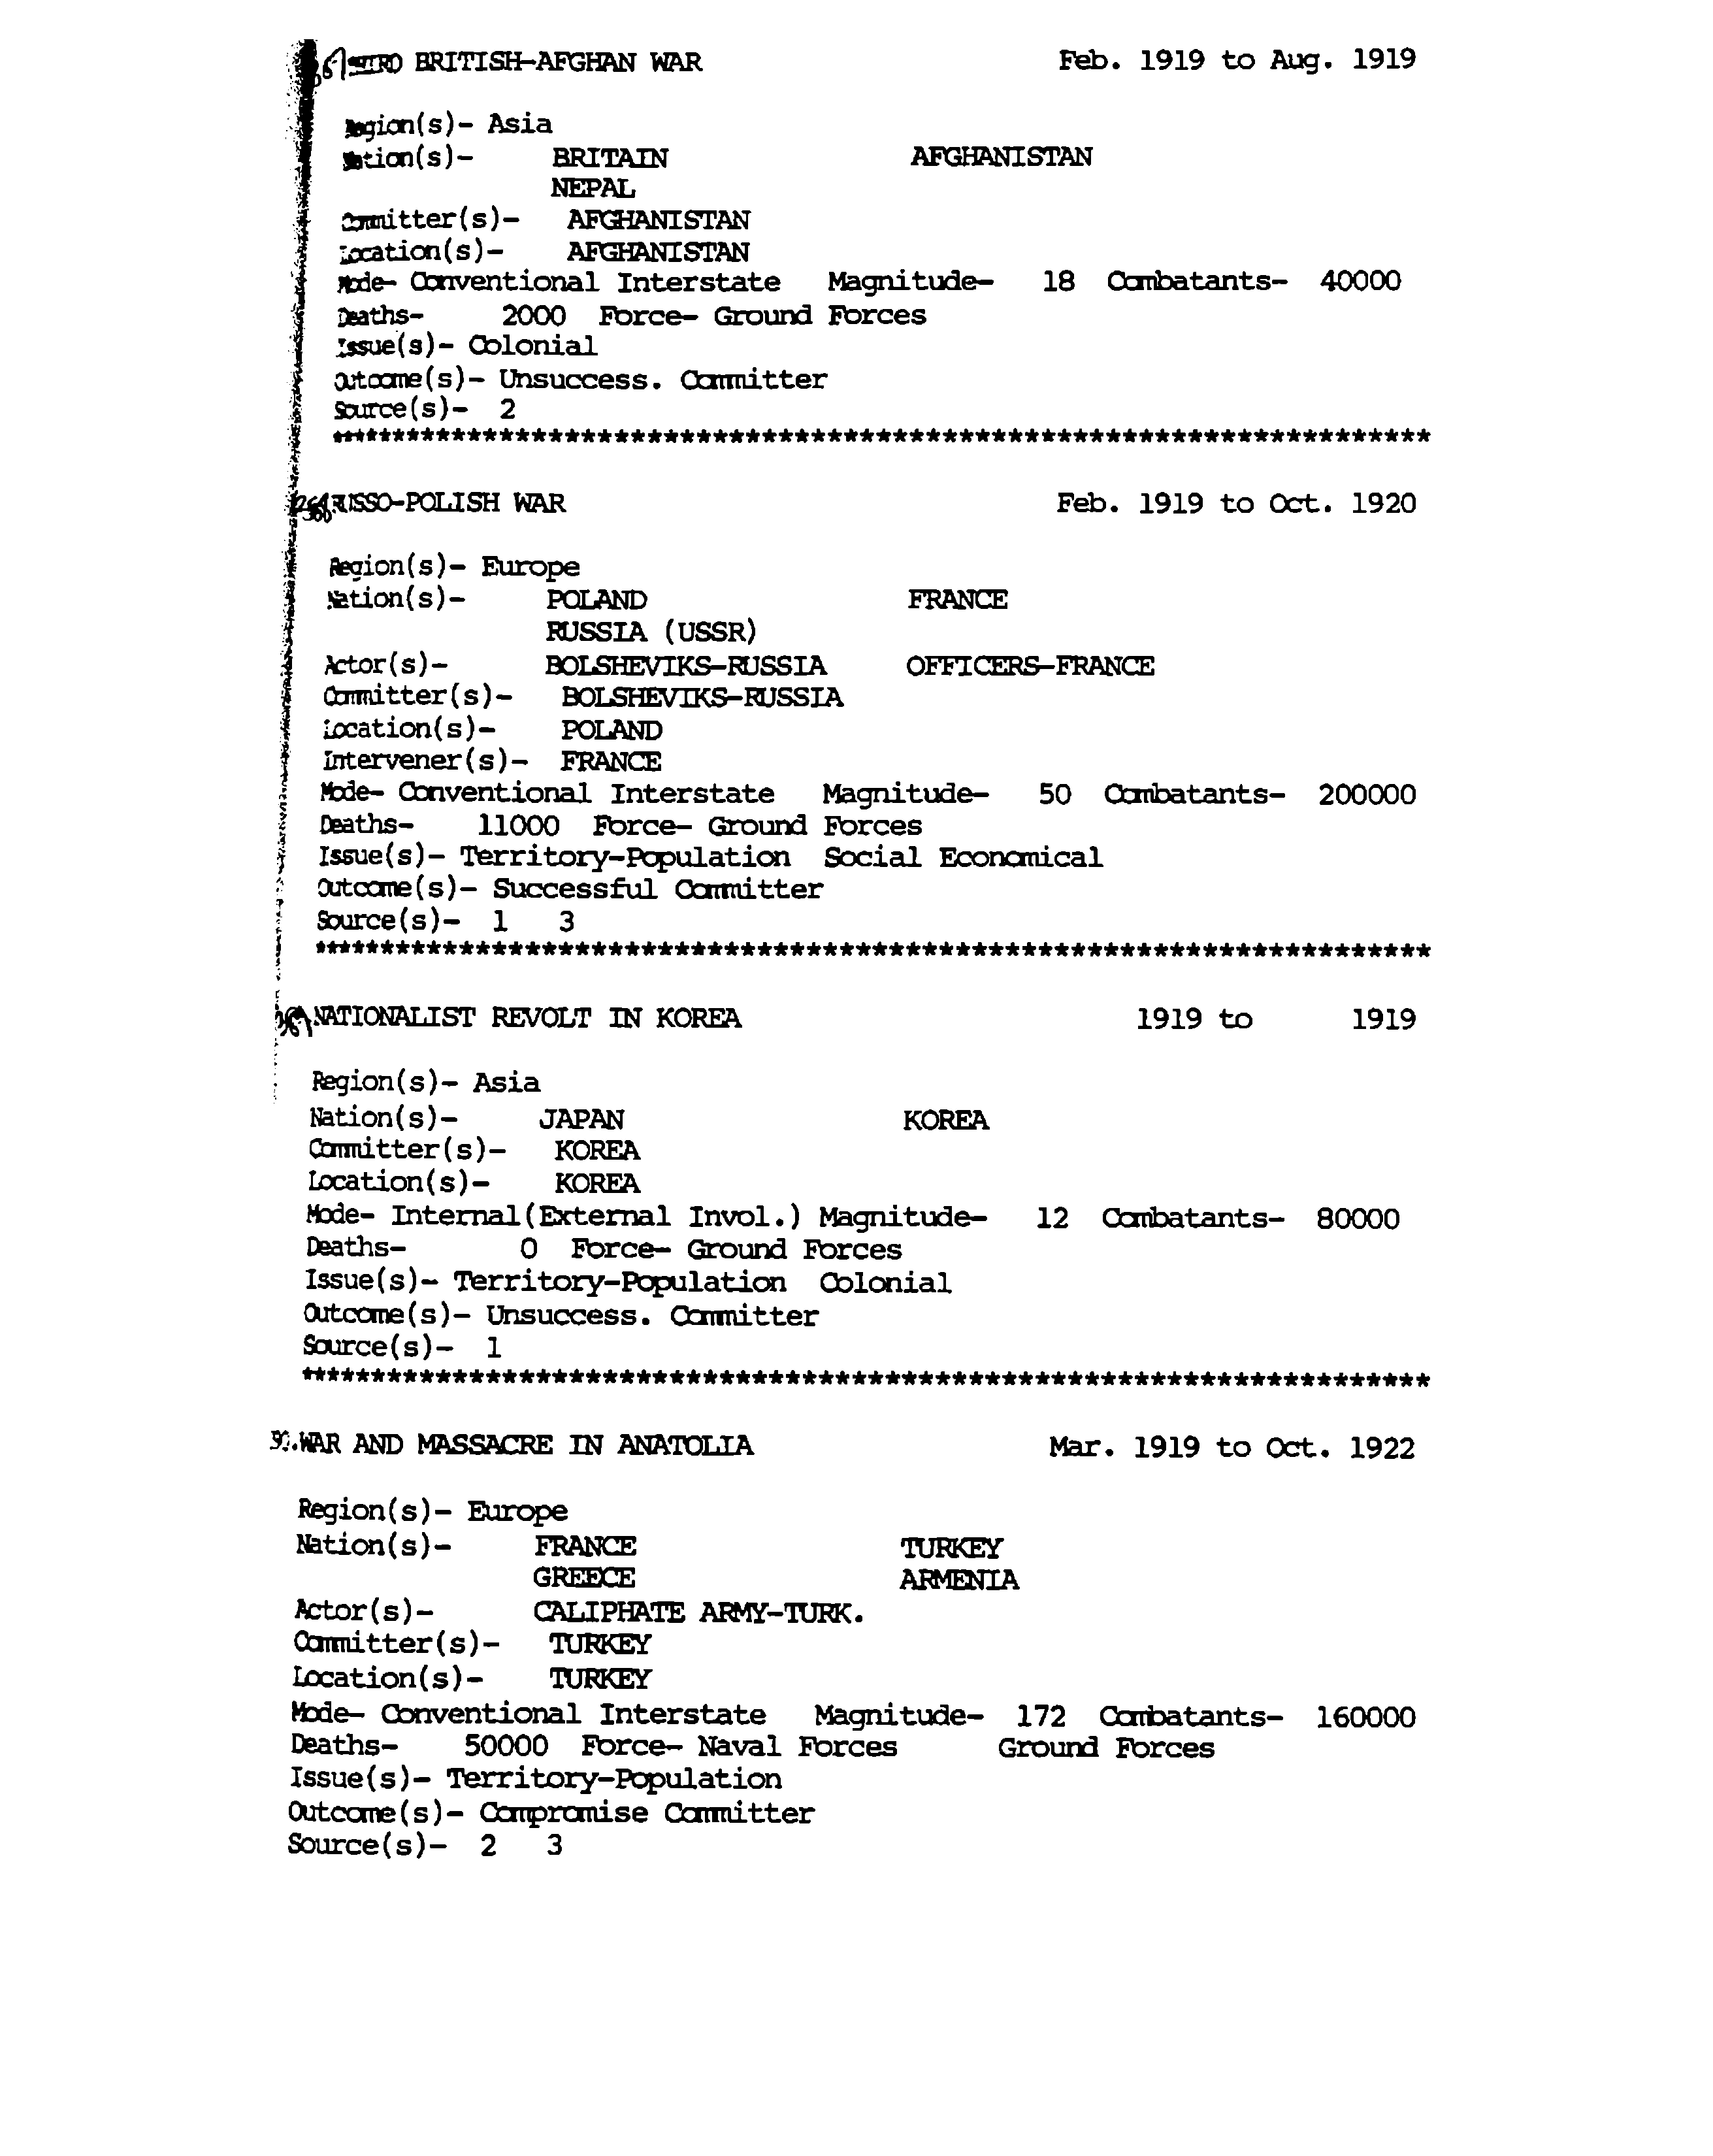 BRITISH-AFGHAN WAR Feb. 1919 to Aug. 1919
Region(s)- Asia
Nation(s)- BRITAIN AFGHANISTAN
NEPAL
Committer(s)- AFGHANISTAN
Location(s)- AFGHANISTAN
Mode- Conventional Interstate Magnitude- 18 Combatants- 40000
Deaths- 2000 Force- Ground Forces
Issue(s)- Colonial
Outcome(s)- Unsuccess. Committer
Source(s)- 2
*******************************************************************
RUSSO-POLISH WAR Feb. 1919 to Oct. 1920
Region(s)- Europe
Nation(s)- POLAND FRANCE
RUSSIA (USSR)
Actor(s)- BOLSHEVIKS-RUSSIA OFFICERS-FRANCE
Committer(s)- BOLSHEVIKS-RUSSIA
Location(s)- POLAND
Intervener(s)- FRANCE
Mode- Conventional Interstate Magnitude- 50 Combatants- 200000
Deaths- 11000 Force- Ground Forces
Issue(s)- Territory-Population Social Economical
Outcome(s)- Successful Committer
Source(s)- 1 3
*******************************************************************
NATIONALIST REVOLT IN KOREA 1919 to 1919
Region(s)- Asia
Nation(s)- JAPAN KOREA
Committer(s)- KOREA
Location(s)- KOREA
Mode- Internal(External Invol.) Magnitude- 12 Combatants- 80000
Deaths- 0 Force- Ground Forces
Issue(s)- Territory-Population Colonial
Outcome(s)- Unsuccess. Committer
Source(s)- 1
*******************************************************************
WAR AND MASSACRE IN ANATOLIA Mar. 1919 to Oct. 1922
Region(s)- Europe
Nation(s)- FRANCE TURKEY
GREECE ARMENIA
Actor(s)- CALIPHATE ARMY-TURK.
Committer(s)- TURKEY
Location(s)- TURKEY
Mode- Conventional Interstate Magnitude- 172 Combatants- 160000
Deaths- 50000 Force- Naval Forces Ground Forces
Issue(s)- Territory-Population
Outcome(s)- Compromise Committer
Source(s)- 2 3